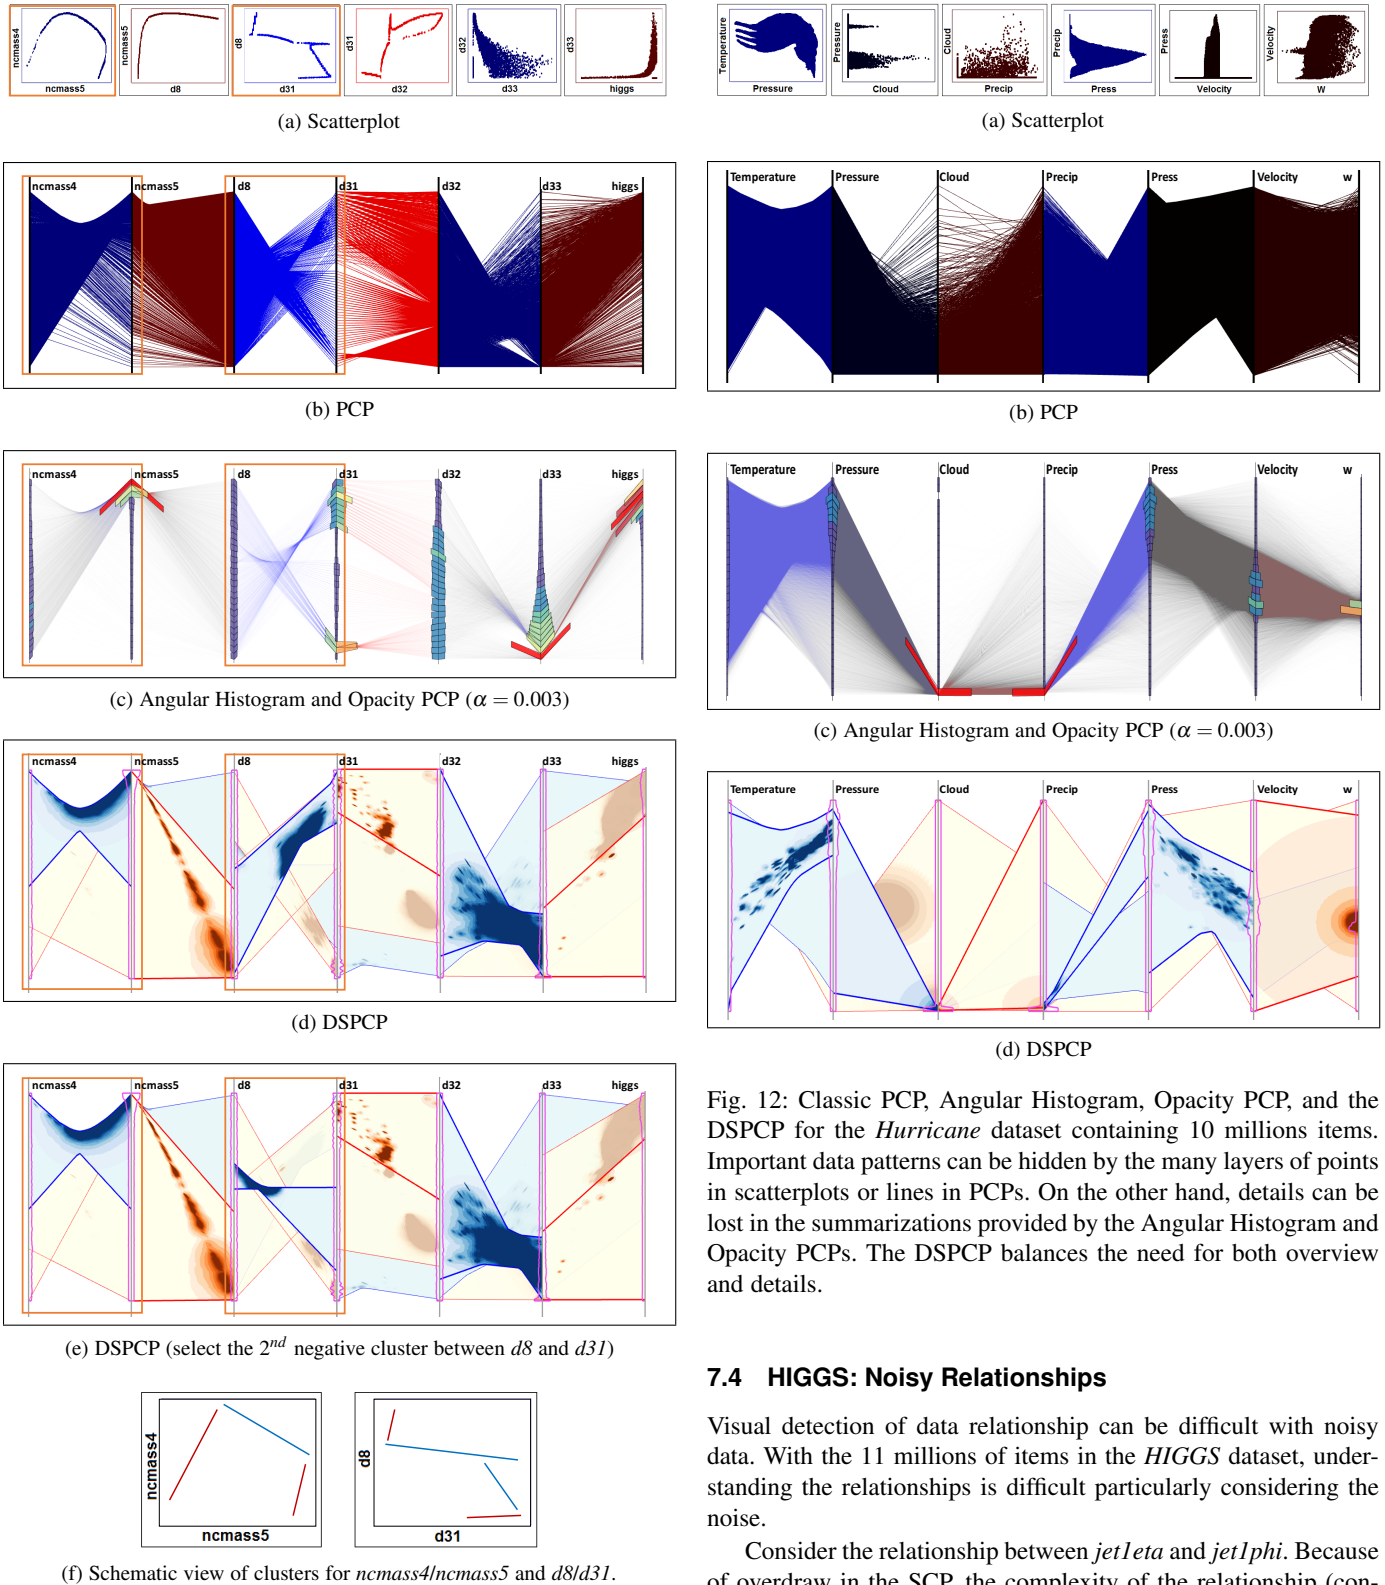 ncmass4
ncmass5
ncmass5
d8
d8
d31
d31
d32
d32
d33
d33
higgs
(a) Scatterplot
ncmass4 ncmass5 d8 d31 d32 d33 higgs
(b) PCP
ncmass4 ncmass5 d8 d31 d32 d33 higgs
(c) Angular Histogram and Opacity PCP (α = 0.003)
ncmass4 ncmass5 d8 d31 d32 d33 higgs
(d) DSPCP
ncmass4 ncmass5 d8 d31 d32 d33 higgs
(e) DSPCP (select the 2nd negative cluster between d8 and d31)
ncmass4
ncmass5
d8
d31
(f) Schematic view of clusters for ncmass4/ncmass5 and d8/d31.
Temperature
Pressure
Pressure
Cloud
Cloud
Precip
Precip
Press
Press
Velocity
Velocity
W
(a) Scatterplot
Temperature Pressure Cloud Precip Press Velocity w
(b) PCP
Temperature Pressure Cloud Precip Press Velocity w
(c) Angular Histogram and Opacity PCP (α = 0.003)
Temperature Pressure Cloud Precip Press Velocity w
(d) DSPCP
Fig. 12: Classic PCP, Angular Histogram, Opacity PCP, and the
DSPCP for the Hurricane dataset containing 10 millions items.
Important data patterns can be hidden by the many layers of points
in scatterplots or lines in PCPs. On the other hand, details can be
lost in the summarizations provided by the Angular Histogram and
Opacity PCPs. The DSPCP balances the need for both overview
and details.
7.4 HIGGS: Noisy Relationships
Visual detection of data relationship can be difficult with noisy
data. With the 11 millions of items in the HIGGS dataset, under-
standing the relationships is difficult particularly considering the
noise.
Consider the relationship between jet1eta and jet1phi. Because
of overdraw in the SCP, the complexity of the relationship (con-